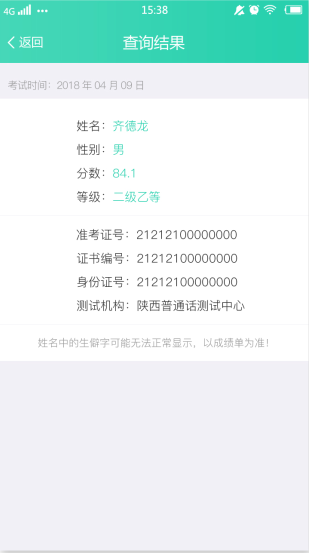 4G 15:38
返回 查询结果
考试时间：2018 年 04 月 09 日
姓名：齐德龙
性别：男
分数：84.1
等级：二级乙等
准考证号：21212100000000
证书编号：21212100000000
身份证号：21212100000000
测试机构：陕西普通话测试中心
姓名中的生僻字可能无法正常显示，以成绩单为准！